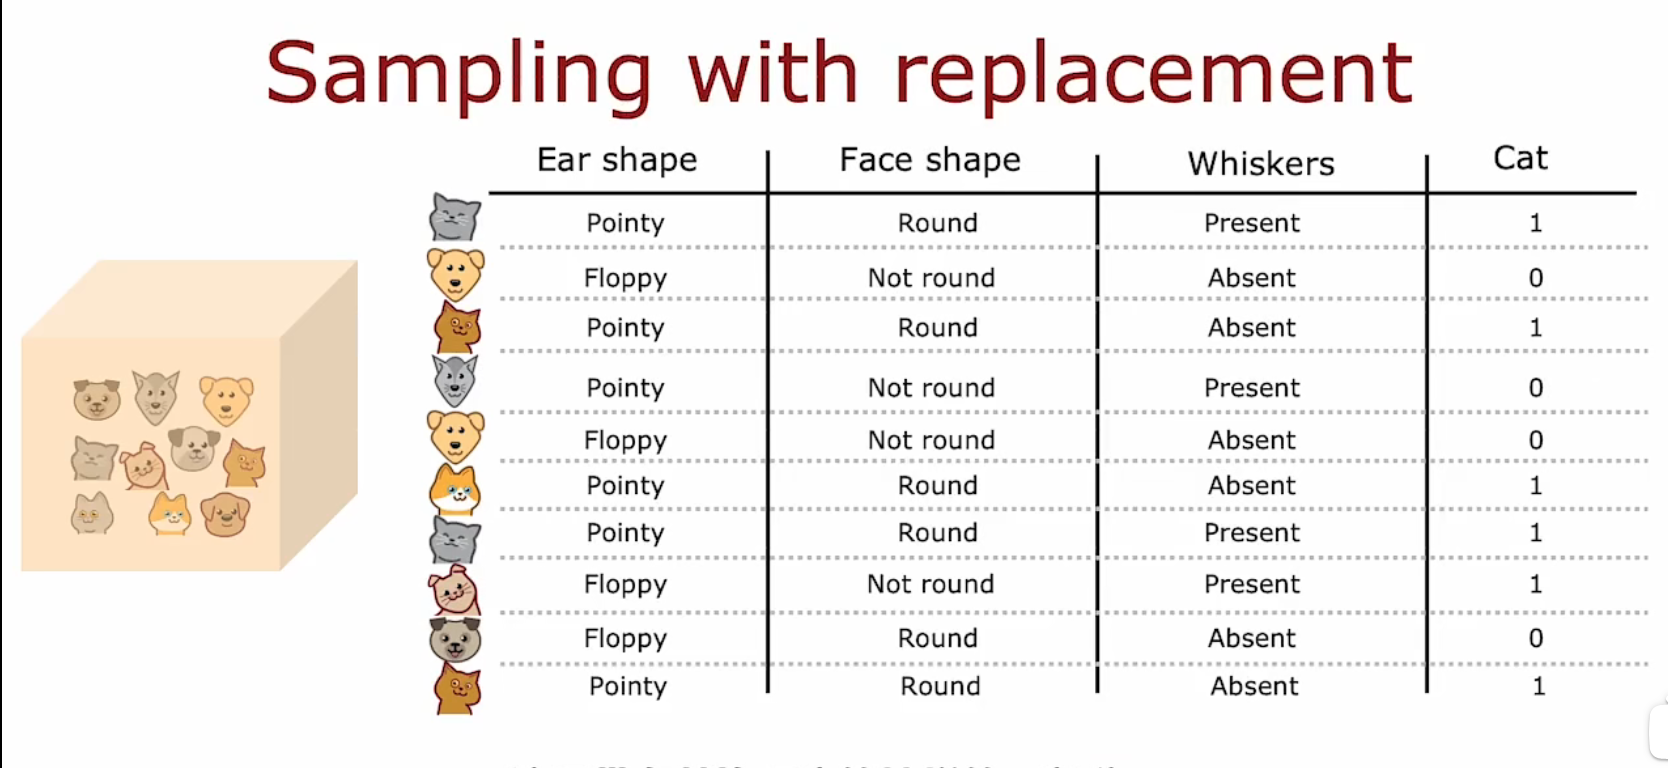 Sampling with replacement
Ear shape Face shape Whiskers Cat
Pointy Round Present 1
Floppy Not round Absent 0
Pointy Round Absent 1
Pointy Not round Present 0
Floppy Not round Absent 0
Pointy Round Absent 1
Pointy Round Present 1
Floppy Not round Present 1
Floppy Round Absent 0
Pointy Round Absent 1